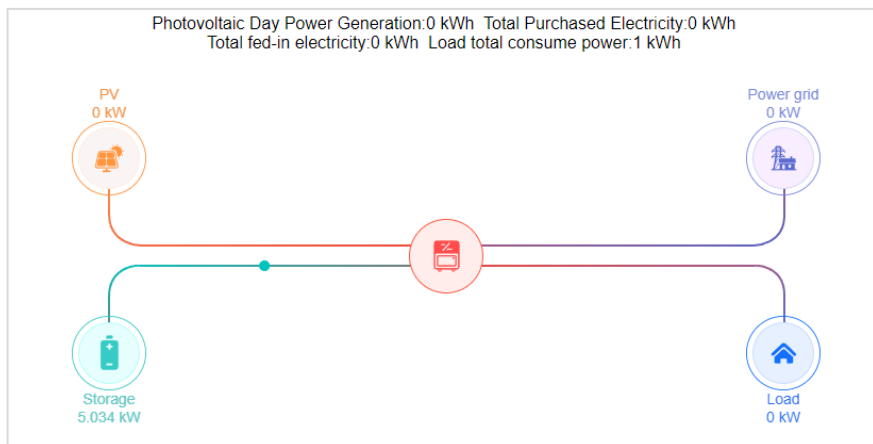 Photovoltaic Day Power Generation:0 kWh Total Purchased Electricity:0 kWh
Total fed-in electricity:0 kWh Load total consume power:1 kWh
PV
0 kW
Power grid
0 kW
Storage
5.034 kW
Load
0 kW